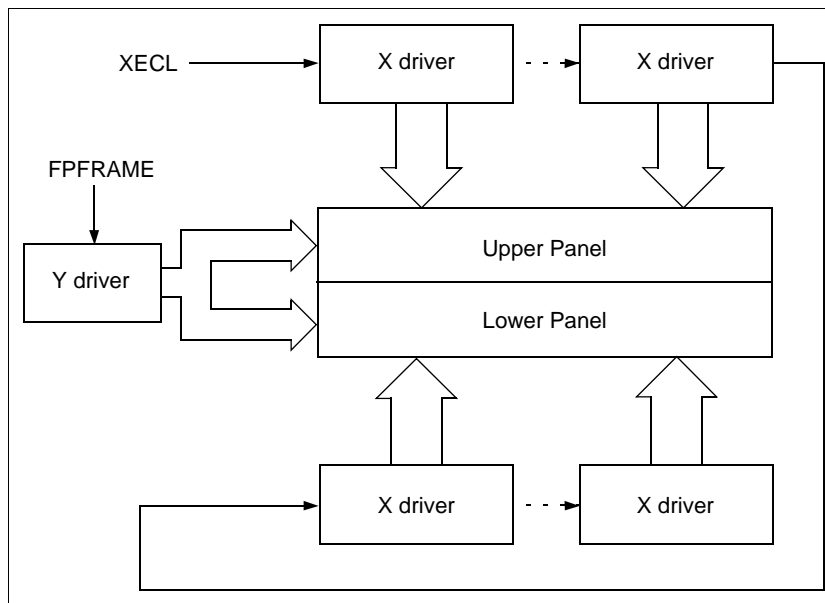 XECL
X driver
X driver
FPFRAME
Y driver
Upper Panel
Lower Panel
X driver
X driver